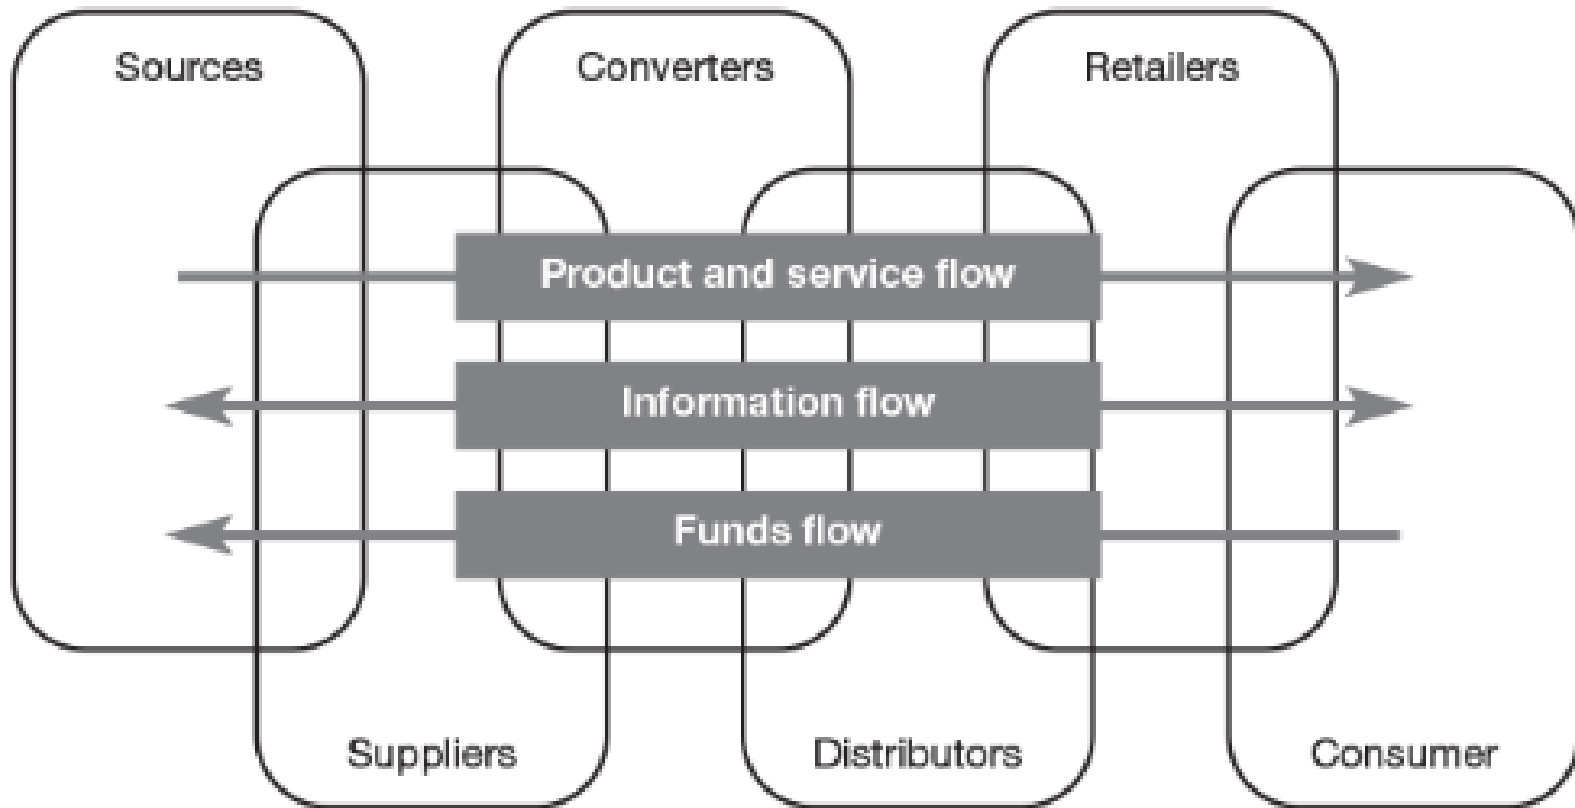 Sources
Converters
Retailers
Product and service flow
Information flow
Funds flow
Suppliers
Distributors
Consumer